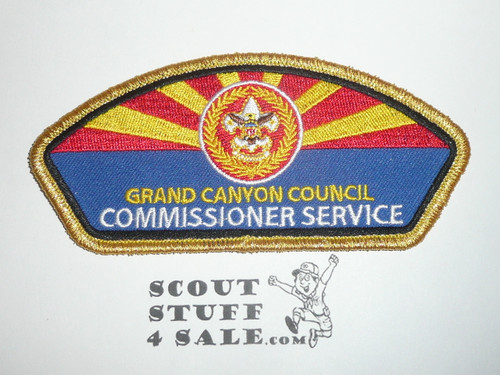 GRAND CANYON COUNCIL
COMMISSIONER SERVICE
SCOUT
STUFF
4 SALE.com